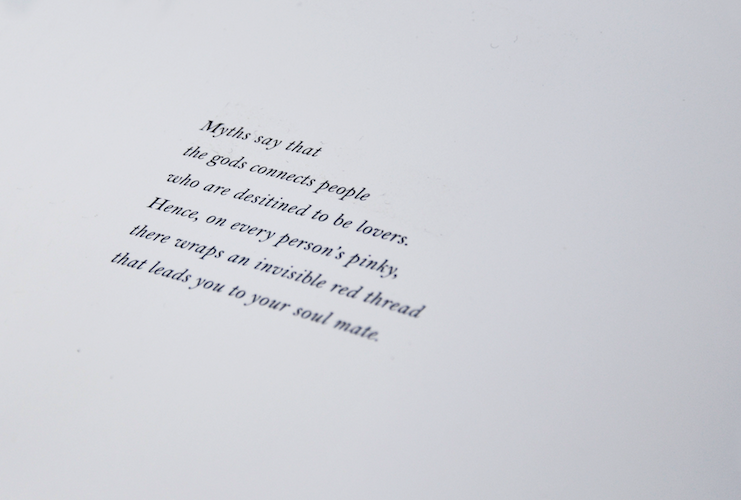 Myths say that
the gods connects people
who are desitined to be lovers.
Hence, on every person's pinky,
there wraps an invisible red thread
that leads you to your soul mate.